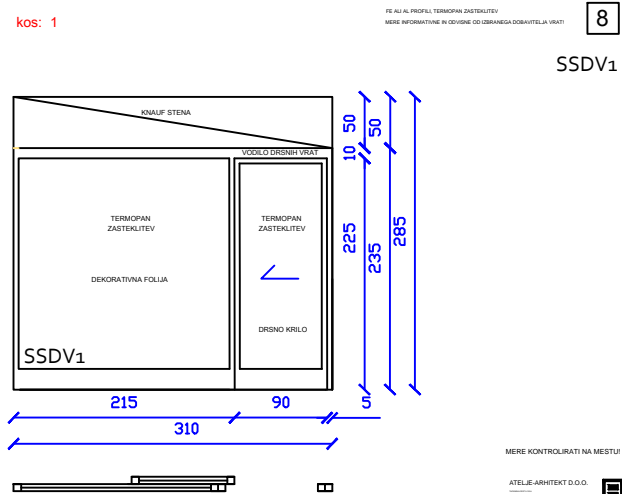 kos: 1
FE ALI AL PROFILI, TERMOPAN ZASTEKLITEV
MERE INFORMATIVNE IN ODVISNE OD IZBRANEGA DOBAVITELJA VRAT!
8
SSDV1
KNAUF STENA
VODILO DRSNIH VRAT
50
50
10
TERMOPAN
ZASTEKLITEV
TERMOPAN
ZASTEKLITEV
225
235
285
DEKORATIVNA FOLIJA
DRSNO KRILO
SSDV1
215
90
5
310
MERE KONTROLIRATI NA MESTU!
ATELJE-ARHITEKT D.O.O.